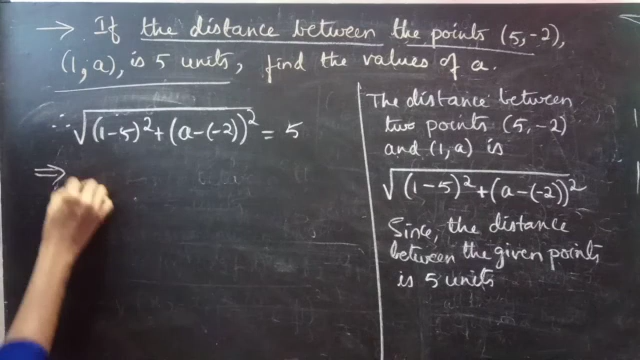 → If the distance between the points (5,-2),
(1, a), is 5 units, find the values of a.
∴ √((1-5)² + (a-(-2))²) = 5
⇒
The distance between
two points (5,-2)
and (1, a) is
√((1-5)² + (a-(-2))²)
Since, the distance
between the given points
is 5 units